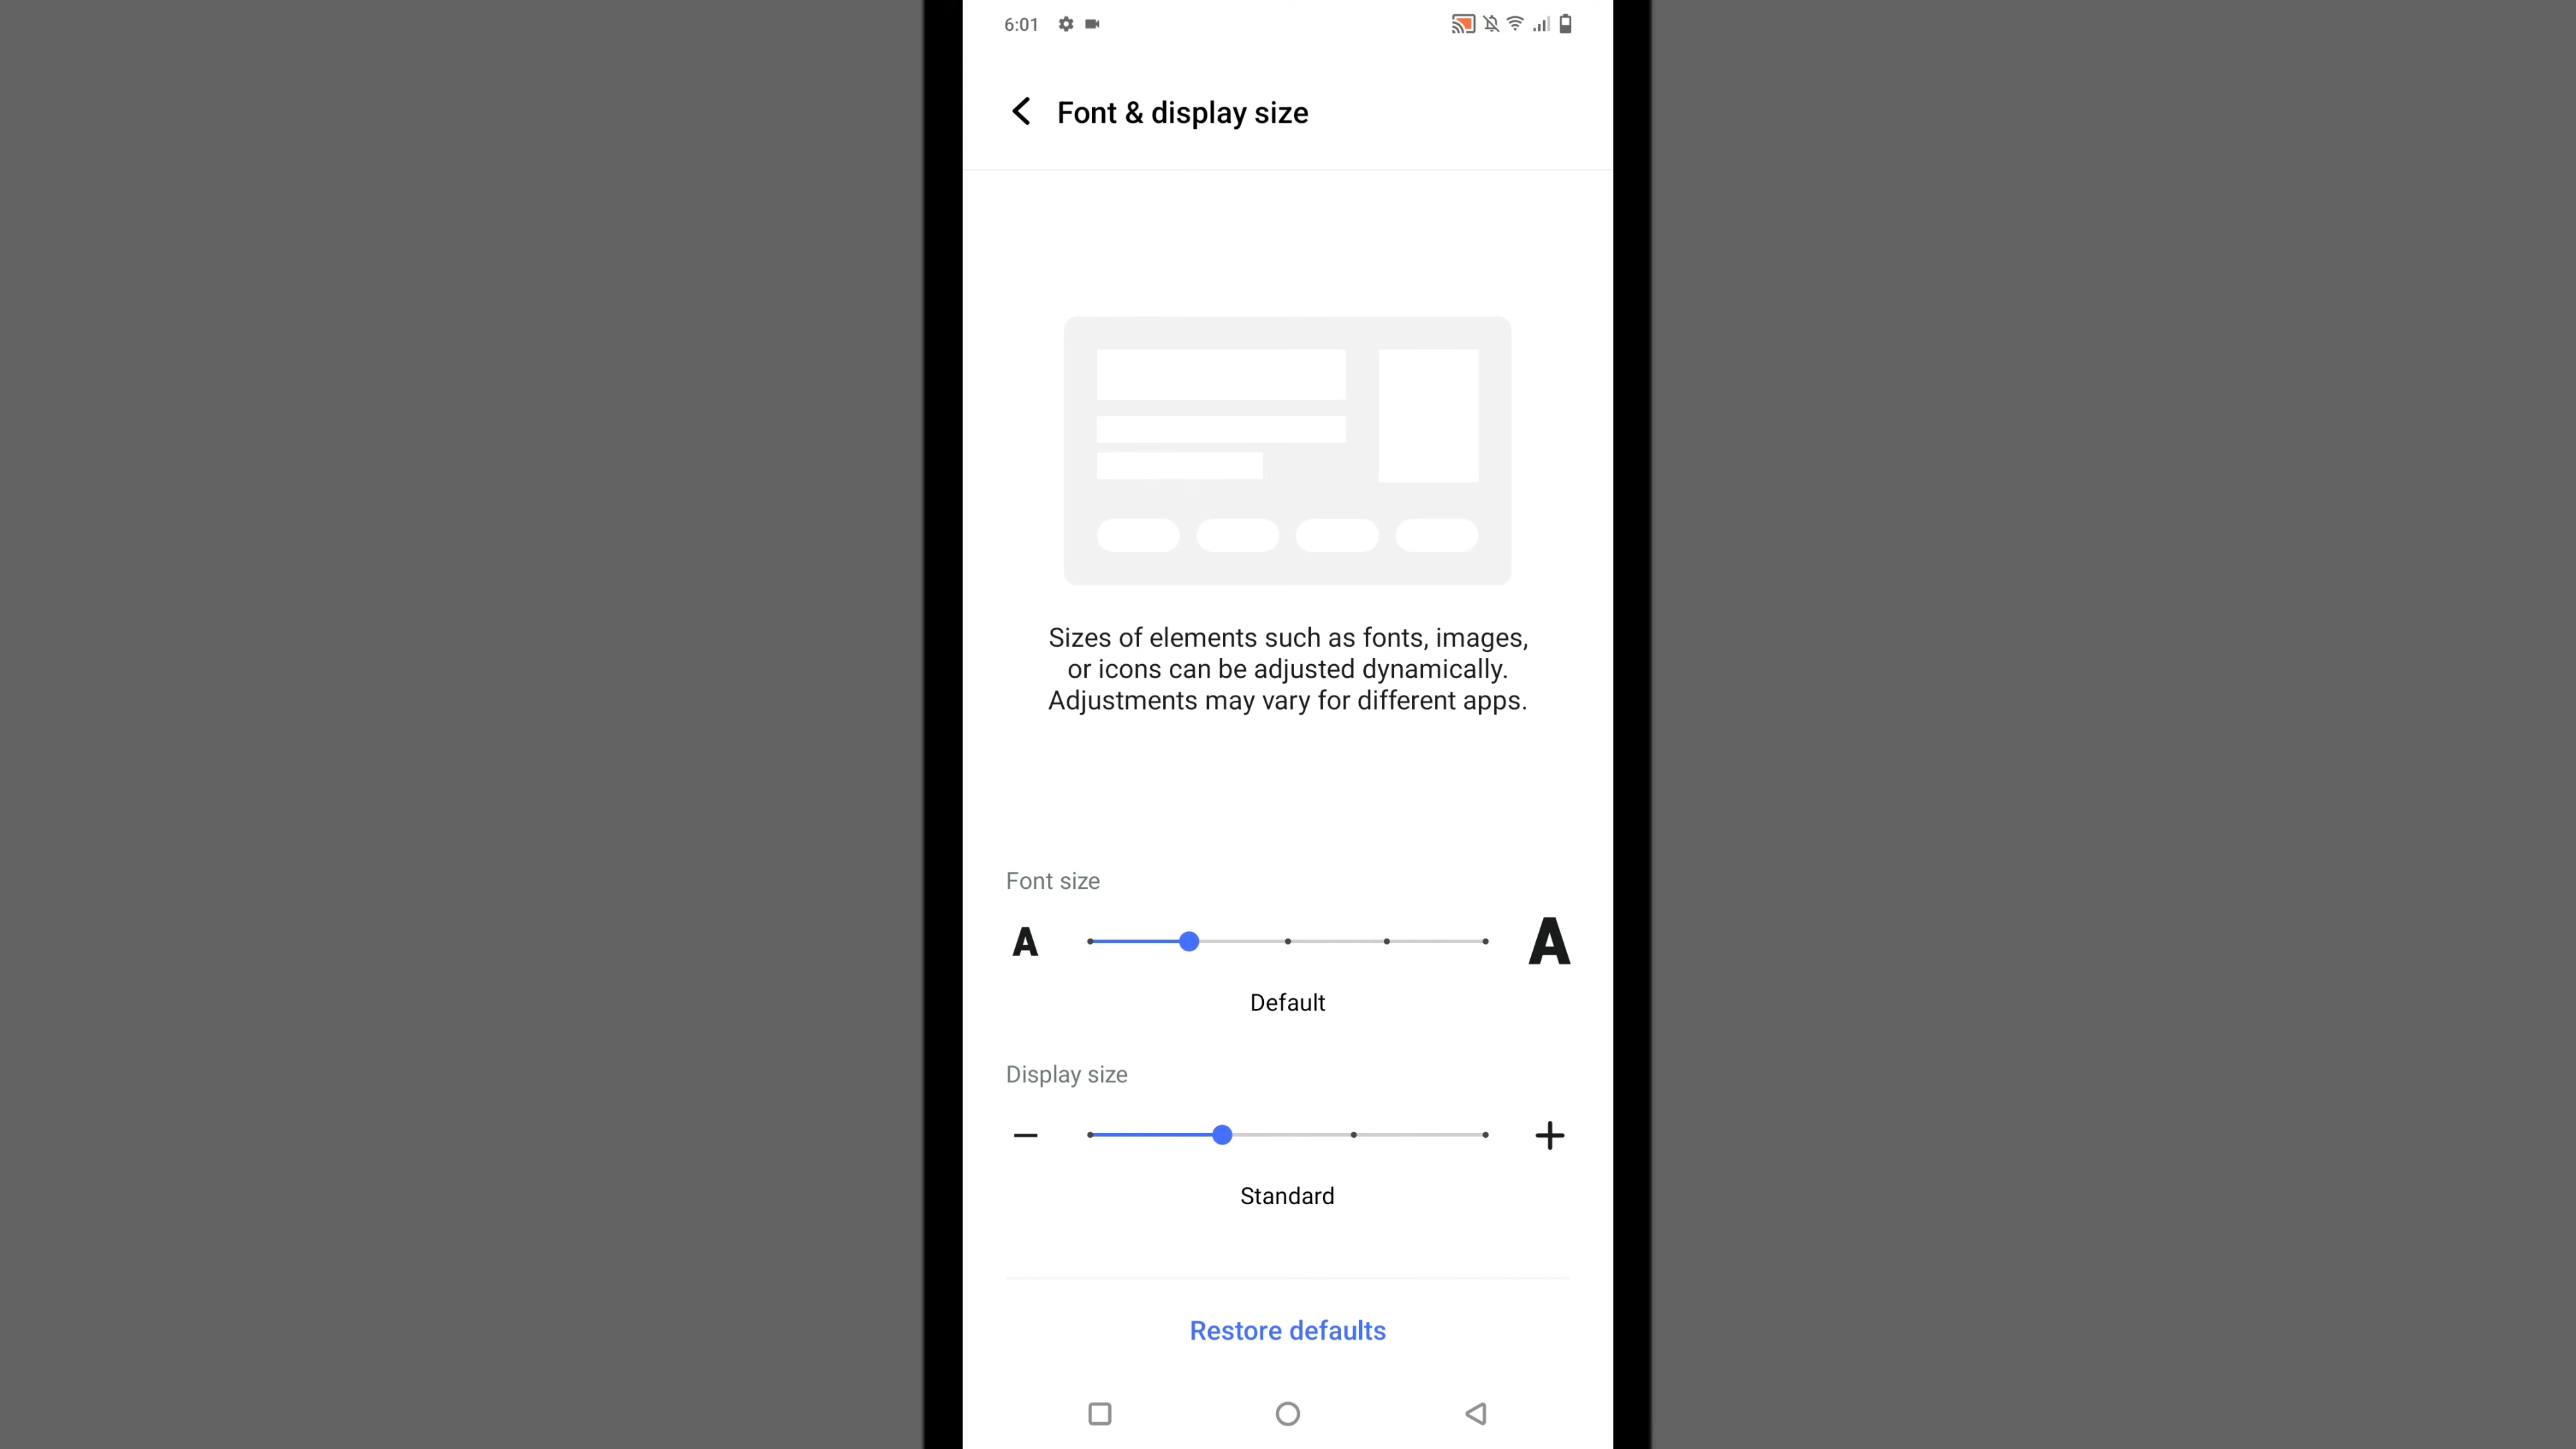 6:01
Font & display size
Sizes of elements such as fonts, images,
or icons can be adjusted dynamically.
Adjustments may vary for different apps.
Font size
A A
Default
Display size
Standard
Restore defaults